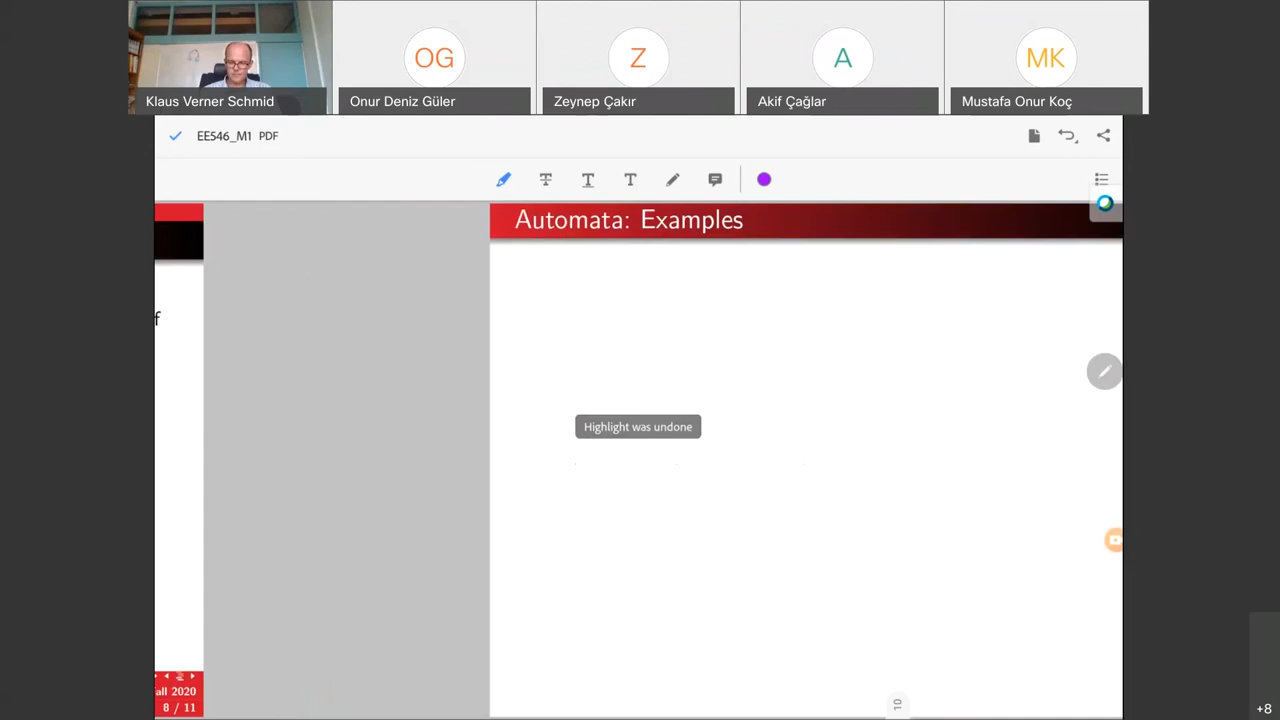 OG
Z
A
MK
Klaus Verner Schmid
Onur Deniz Güler
Zeynep Çakır
Akif Çağlar
Mustafa Onur Koç
EE546_M1 PDF
Automata: Examples
f
Highlight was undone
all 2020
8 / 11
10
+8